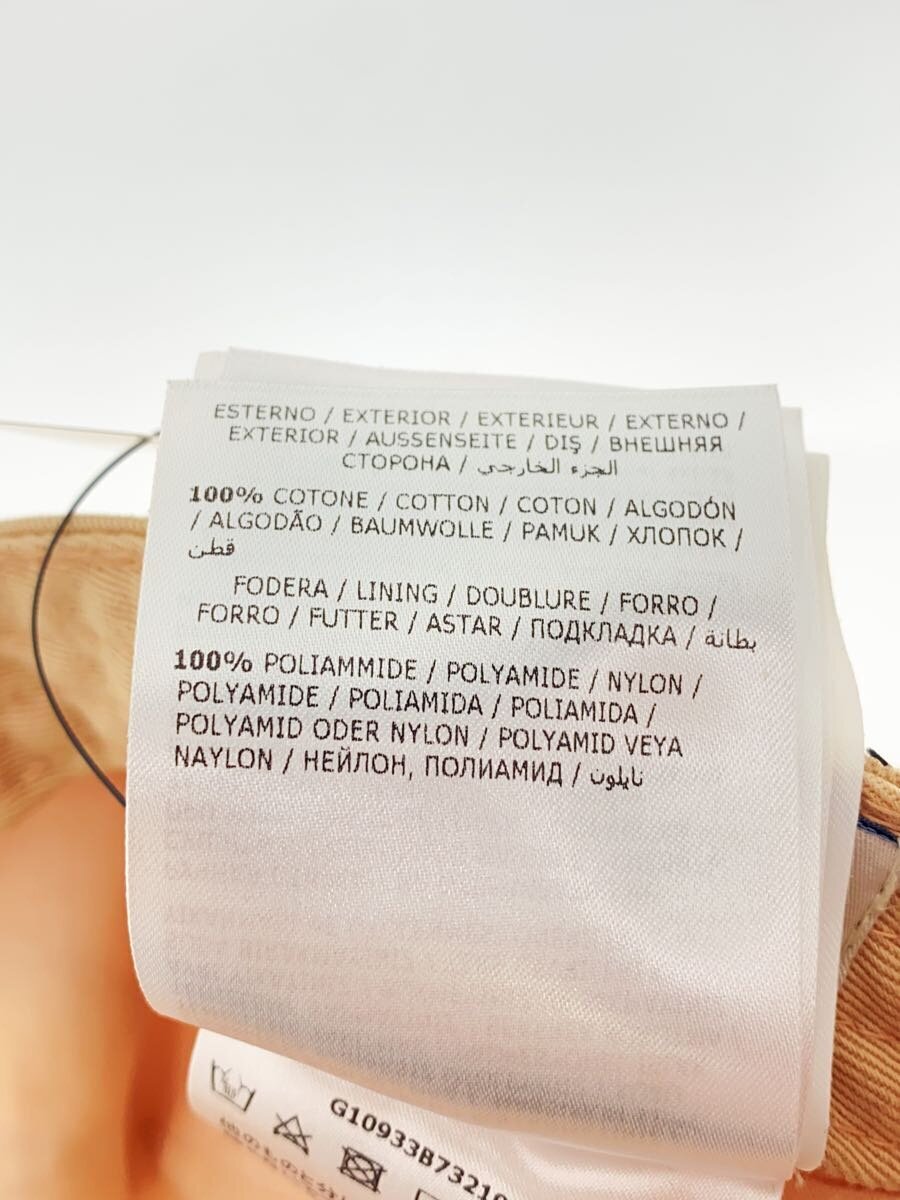 ESTERNO / EXTERIOR / EXTERIEUR / EXTERNO /
EXTERIOR / AUSSENSEITE / DIŞ / ВНЕШНЯЯ
СТОРОНА / الجزء الخارجي
100% COTONE / COTTON / COTON / ALGODÓN
/ ALGODÃO / BAUMWOLLE / PAMUK / ХЛОПОК /
قطن
FODERA / LINING / DOUBLURE / FORRO /
FORRO / FUTTER / ASTAR / ПОДКЛАДКА / بطانة
100% POLIAMMIDE / POLYAMIDE / NYLON /
POLYAMIDE / POLIAMIDA / POLIAMIDA /
POLYAMID ODER NYLON / POLYAMID VEYA
NAYLON / НЕЙЛОН, ПОЛИАМИД / نايلون
G10933B73210